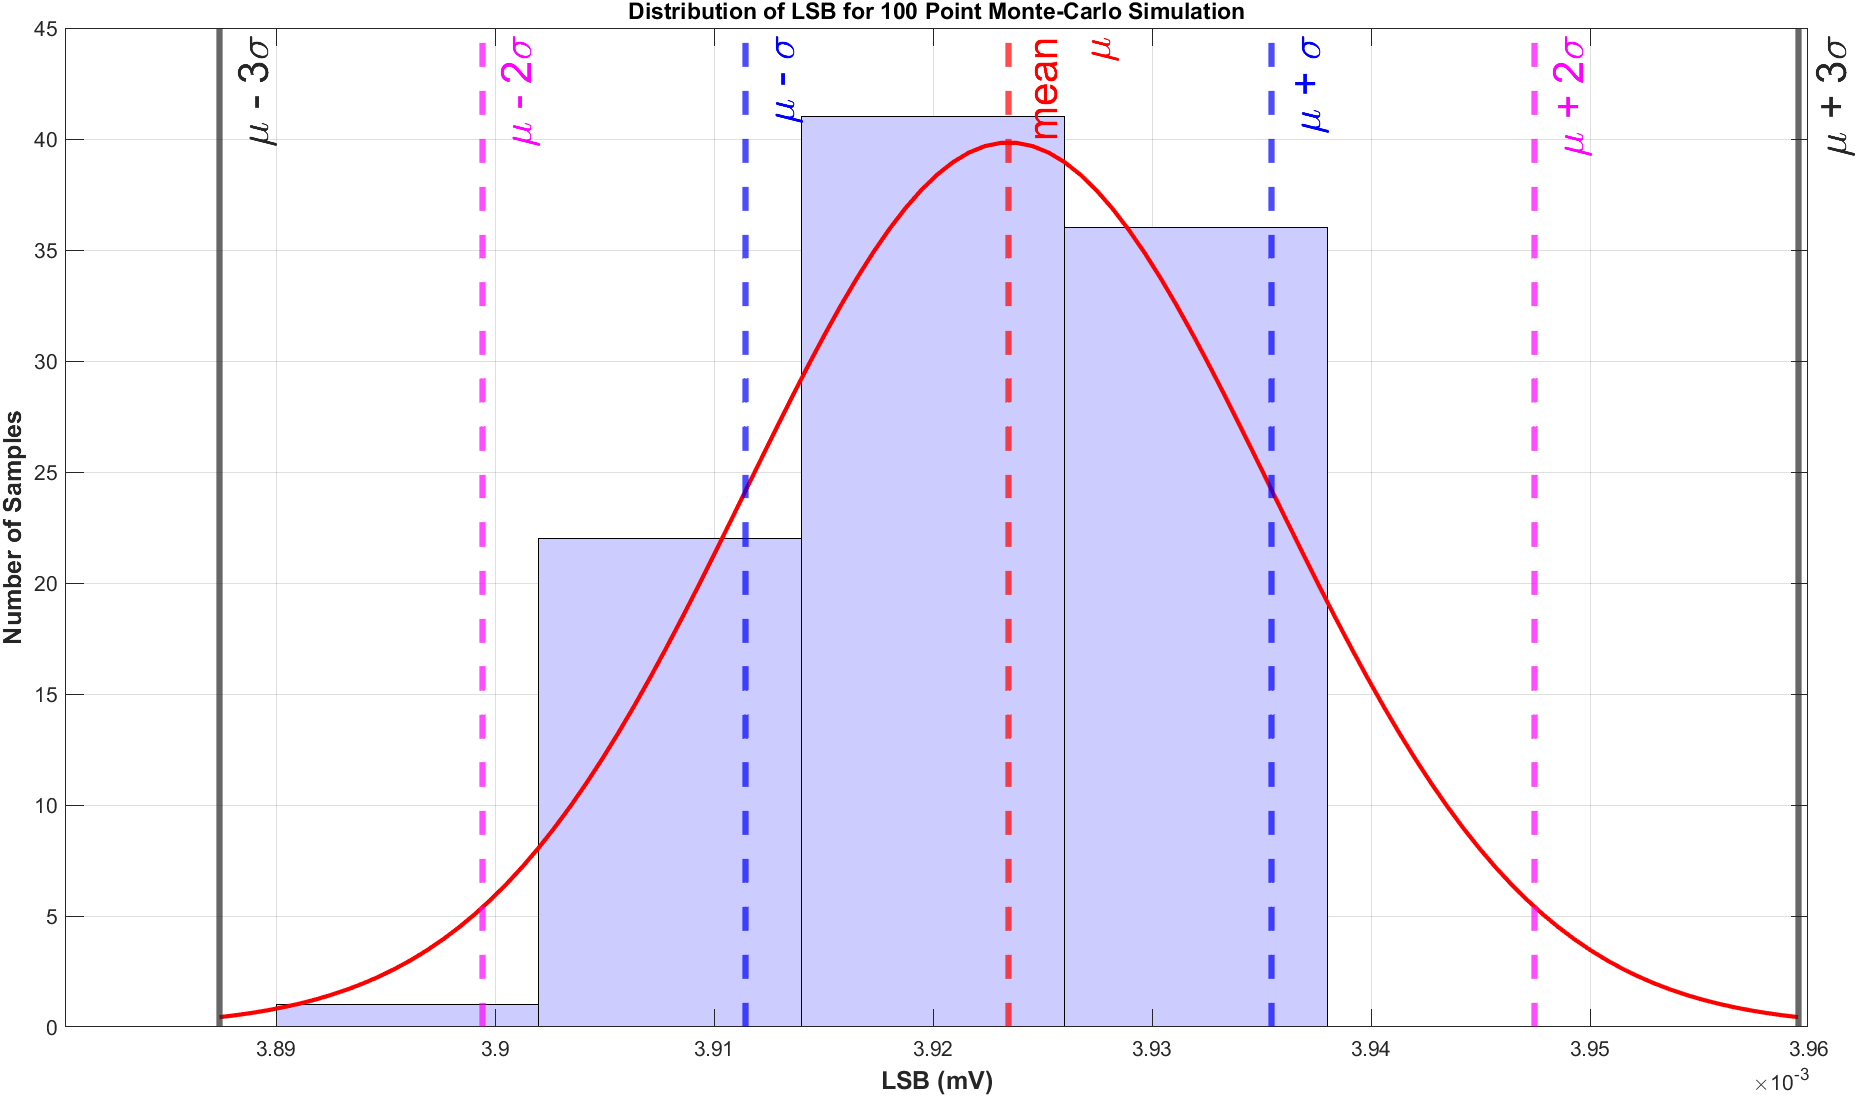 Distribution of LSB for 100 Point Monte-Carlo Simulation
45
40
35
30
25
20
15
10
5
0
Number of Samples
μ - 3σ
μ - 2σ
μ - σ
mean
μ
μ + σ
μ + 2σ
μ + 3σ
3.89
3.9
3.91
3.92
3.93
3.94
3.95
3.96
×10-3
LSB (mV)